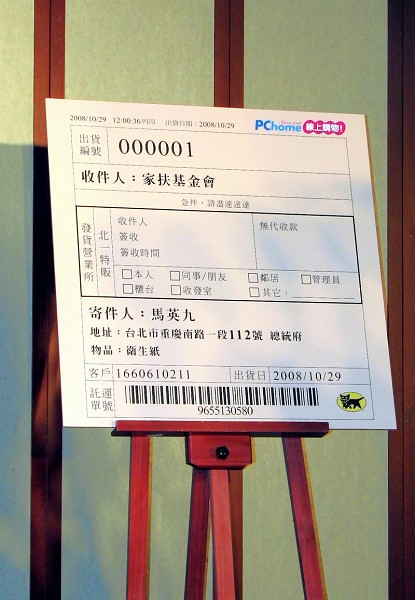 2008/10/29 12:00:36列印 出貨日期：2008/10/29 PChome 線上購物!
出貨編號 000001
收件人：家扶基金會
急件，請盡速送達
發貨營業所 北一特販
收件人 無代收款
簽收
簽收時間
□本人 □同事/朋友 □鄰居 □管理員
□櫃台 □收發室 □其它：
寄件人：馬英九
地址：台北市重慶南路一段112號 總統府
物品：衛生紙
客戶 1660610211 出貨日 2008/10/29
託運單號 9655130580